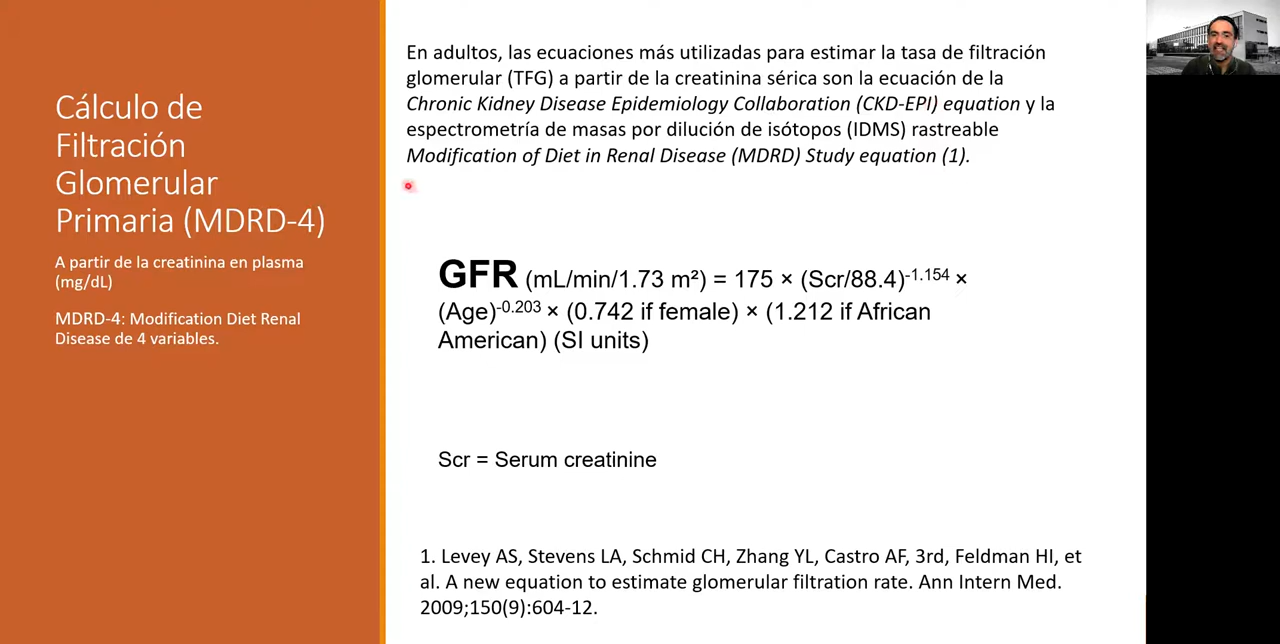 Cálculo de
Filtración
Glomerular
Primaria (MDRD-4)
A partir de la creatinina en plasma
(mg/dL)
MDRD-4: Modification Diet Renal
Disease de 4 variables.
En adultos, las ecuaciones más utilizadas para estimar la tasa de filtración
glomerular (TFG) a partir de la creatinina sérica son la ecuación de la
Chronic Kidney Disease Epidemiology Collaboration (CKD-EPI) equation y la
espectrometría de masas por dilución de isótopos (IDMS) rastreable
Modification of Diet in Renal Disease (MDRD) Study equation (1).
GFR (mL/min/1.73 m²) = 175 × (Scr/88.4)-1.154 ×
(Age)-0.203 × (0.742 if female) × (1.212 if African
American) (SI units)
Scr = Serum creatinine
1. Levey AS, Stevens LA, Schmid CH, Zhang YL, Castro AF, 3rd, Feldman HI, et
al. A new equation to estimate glomerular filtration rate. Ann Intern Med.
2009;150(9):604-12.